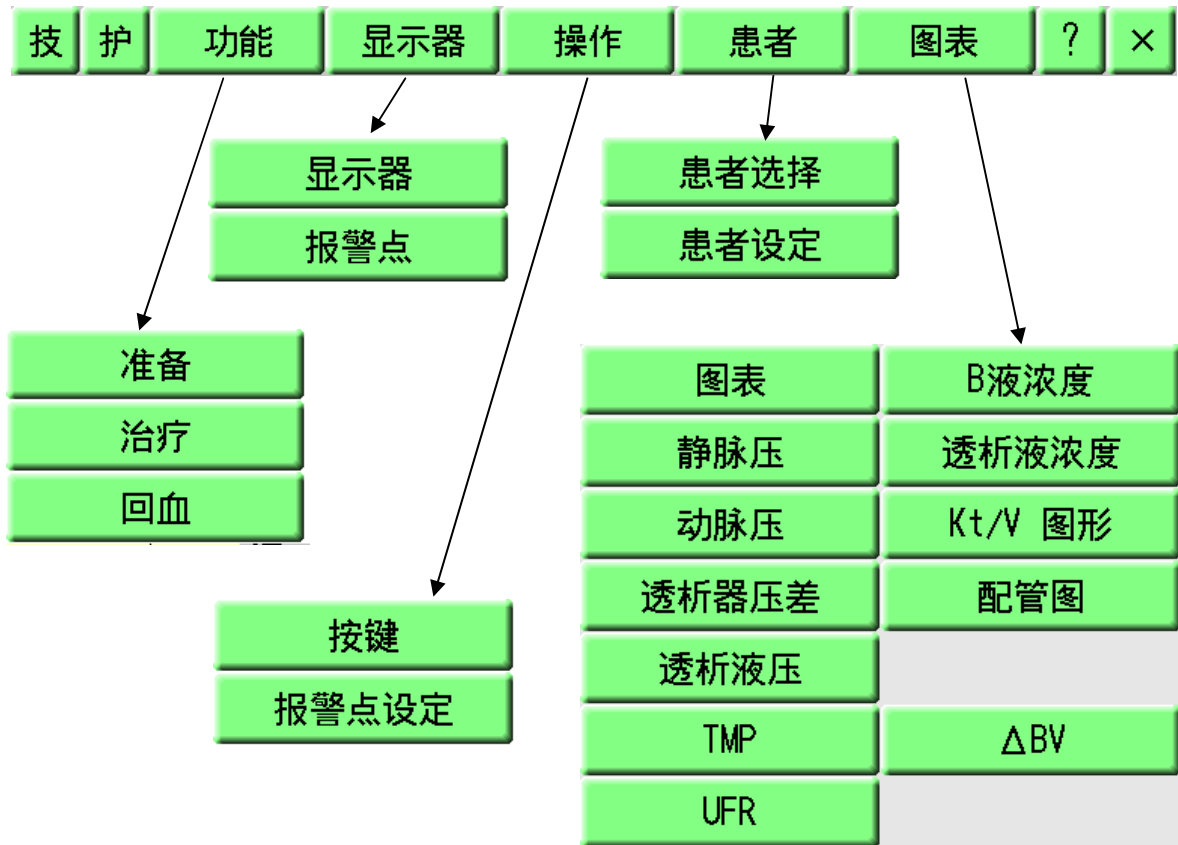 技 护 功能 显示器 操作 患者 图表 ? ×
显示器
报警点
患者选择
患者设定
准备
治疗
回血
按键
报警点设定
图表 B液浓度
静脉压 透析液浓度
动脉压 Kt/V 图形
透析器压差 配管图
透析液压
TMP ΔBV
UFR